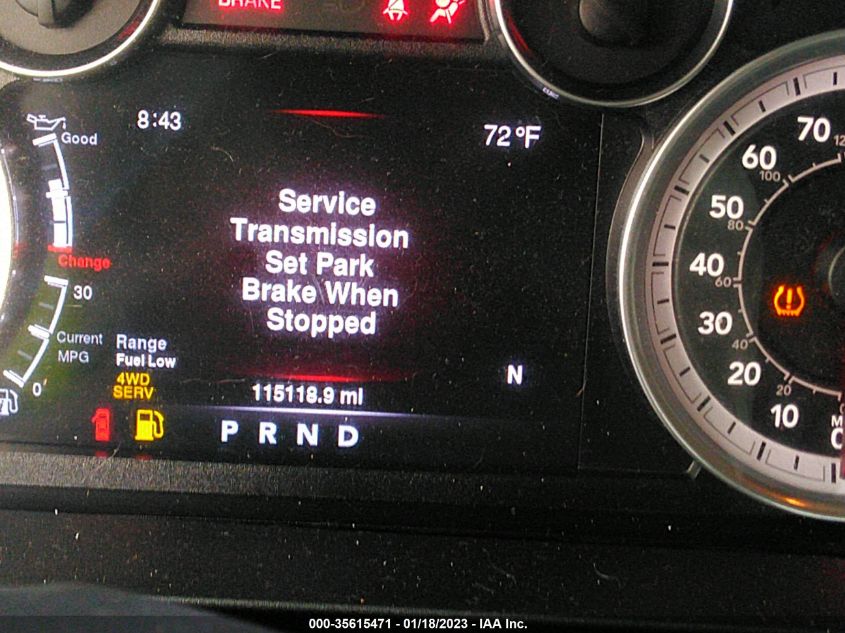 BRAKE
8:43
72°F
Good
Service
Transmission
Set Park
Brake When
Stopped
Change
30
Current
MPG
0
Range
Fuel Low
4WD
SERV
115118.9 mi
N
P R N D
70
60
100
50
80
40
60
30
40
20
20
10
0
000-35615471 - 01/18/2023 - IAA Inc.